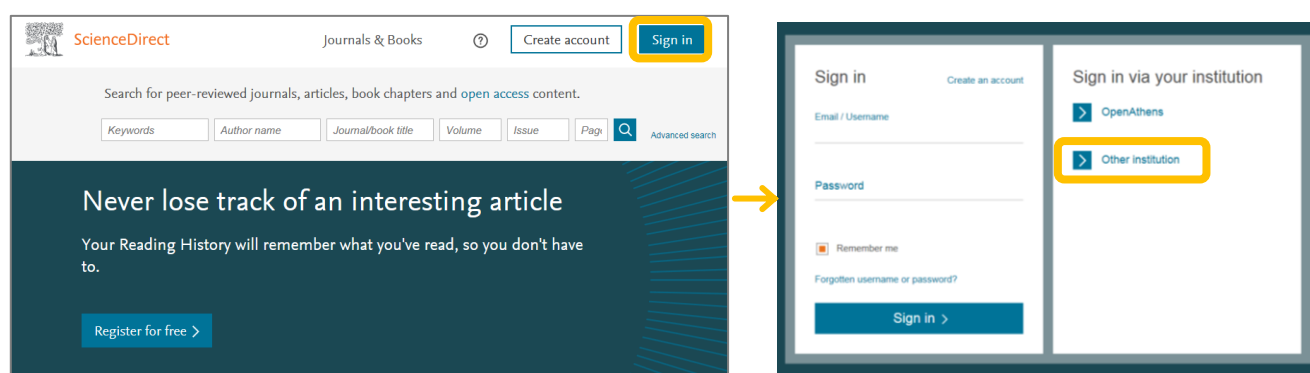 ScienceDirect
Journals & Books
?
Create account
Sign in
Search for peer-reviewed journals, articles, book chapters and open access content.
Keywords
Author name
Journal/book title
Volume
Issue
Page
Advanced search
Never lose track of an interesting article
Your Reading History will remember what you've read, so you don't have
to.
Register for free >
Sign in
Create an account
Email / Username
Password
Remember me
Forgotten username or password?
Sign in >
Sign in via your institution
> OpenAthens
> Other institution